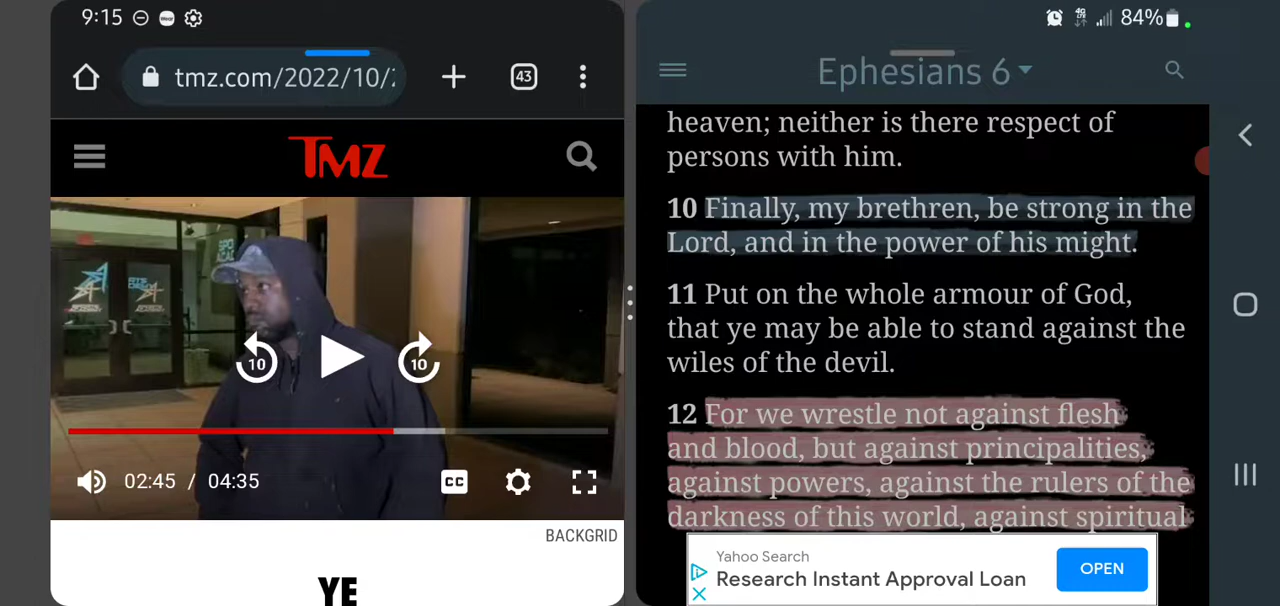 9:15
84%
tmz.com/2022/10/2
43
TMZ
10
10
02:45 / 04:35
CC
BACKGRID
YE
Ephesians 6
heaven; neither is there respect of
persons with him.
10 Finally, my brethren, be strong in the
Lord, and in the power of his might.
11 Put on the whole armour of God,
that ye may be able to stand against the
wiles of the devil.
12 For we wrestle not against flesh
and blood, but against principalities,
against powers, against the rulers of the
darkness of this world, against spiritual
Yahoo Search
Research Instant Approval Loan
OPEN